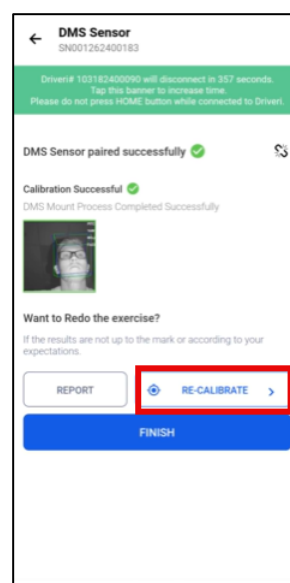 DMS Sensor
SN001262400183
Driveri# 103182400090 will disconnect in 357 seconds.
Tap this banner to increase time.
Please do not press HOME button while connected to Driveri.
DMS Sensor paired successfully
Calibration Successful
DMS Mount Process Completed Successfully
Want to Redo the exercise?
If the results are not up to the mark or according to your
expectations.
REPORT
RE-CALIBRATE
FINISH